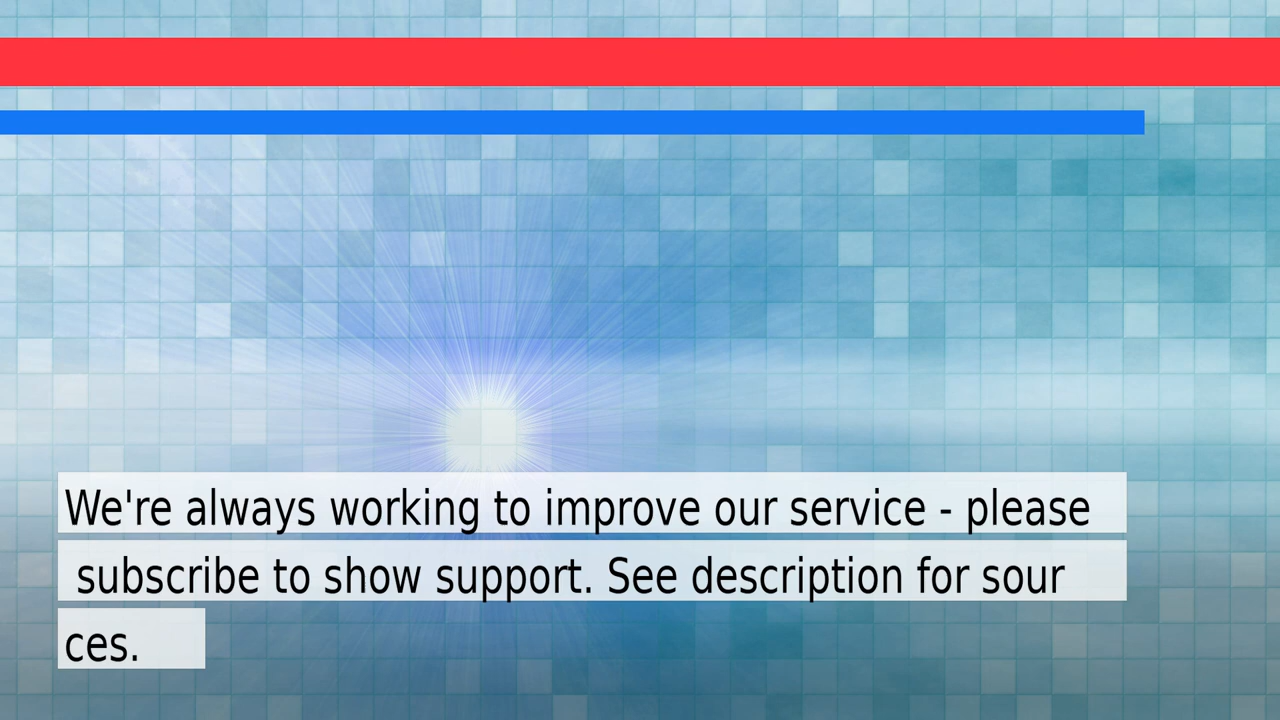 We're always working to improve our service - please
subscribe to show support. See description for sour
ces.